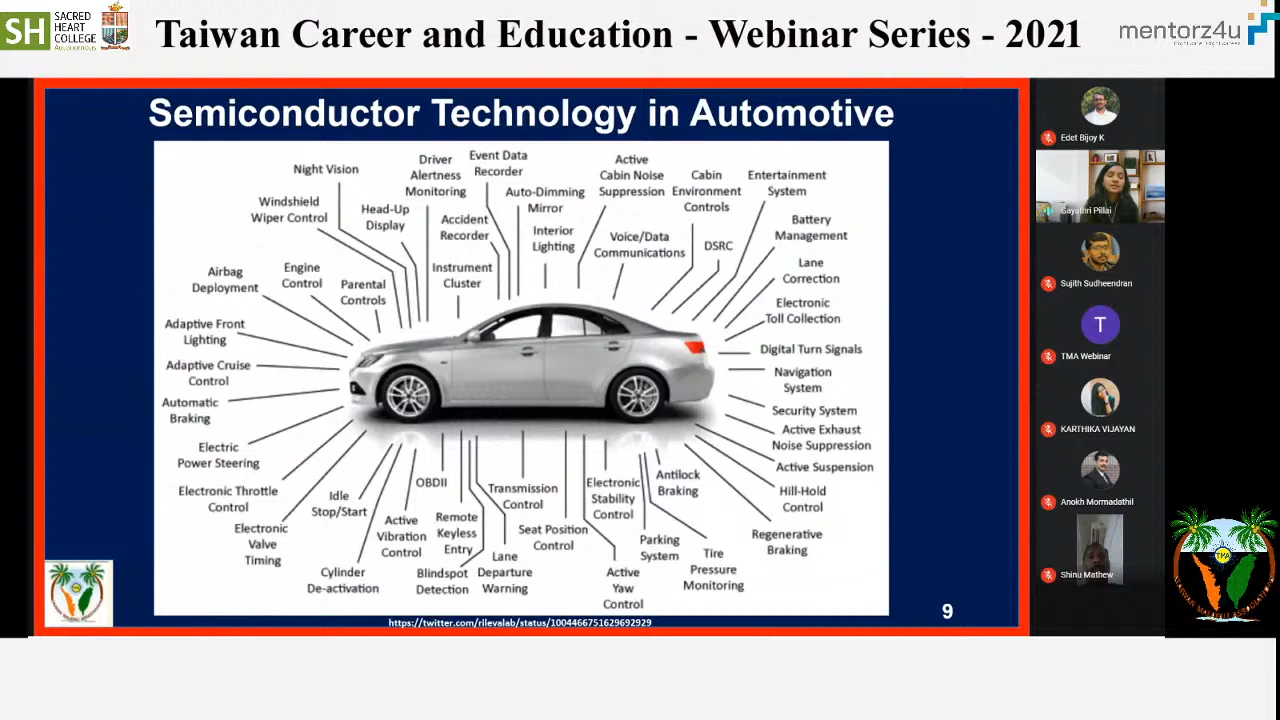 SH
SACRED
HEART
COLLEGE
Autonomous
Taiwan Career and Education - Webinar Series - 2021
mentorz4u
Semiconductor Technology in Automotive
Night Vision
Driver
Alertness
Monitoring
Event Data
Recorder
Active
Cabin Noise
Suppression
Cabin
Environment
Controls
Entertainment
System
Windshield
Wiper Control
Head-Up
Display
Accident
Recorder
Auto-Dimming
Mirror
Interior
Lighting
Voice/Data
Communications
DSRC
Battery
Management
Airbag
Deployment
Engine
Control
Parental
Controls
Instrument
Cluster
Lane
Correction
Electronic
Toll Collection
Adaptive Front
Lighting
Digital Turn Signals
Adaptive Cruise
Control
Navigation
System
Automatic
Braking
Security System
Electric
Power Steering
Active Exhaust
Noise Suppression
Active Suspension
Electronic Throttle
Control
Idle
Stop/Start
OBDII
Transmission
Control
Electronic
Stability
Control
Antilock
Braking
Hill-Hold
Control
Electronic
Valve
Timing
Active
Vibration
Control
Remote
Keyless
Entry
Seat Position
Control
Parking
System
Regenerative
Braking
Cylinder
De-activation
Blindspot
Detection
Lane
Departure
Warning
Active
Yaw
Control
Tire
Pressure
Monitoring
https://twitter.com/rilevalab/status/1004466751629692929
9
Edet Bijoy K
Gayathri Pillai
Sujith Sudheendran
T
TMA Webinar
KARTHIKA VIJAYAN
Anokh Mormadathil
Shinu Mathew
TMA
TAIWAN MALAYALI ASSOCIATION